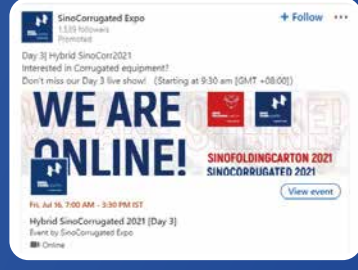 SinoCorrugated Expo
+ Follow ...
1,339 followers
Promoted
Day 3| Hybrid SinoCorr2021
Interested in Corrugated equipment?
Don't miss our Day 3 live show! (Starting at 9:30 am [GMT +08:00])
WE ARE
ONLINE!
SINOFOLDINGCARTON 2021
SINOCORRUGATED 2021
View event
Fri, Jul 16, 7:00 AM - 3:30 PM IST
Hybrid SinoCorrugated 2021 [Day 3]
Event by SinoCorrugated Expo
Online